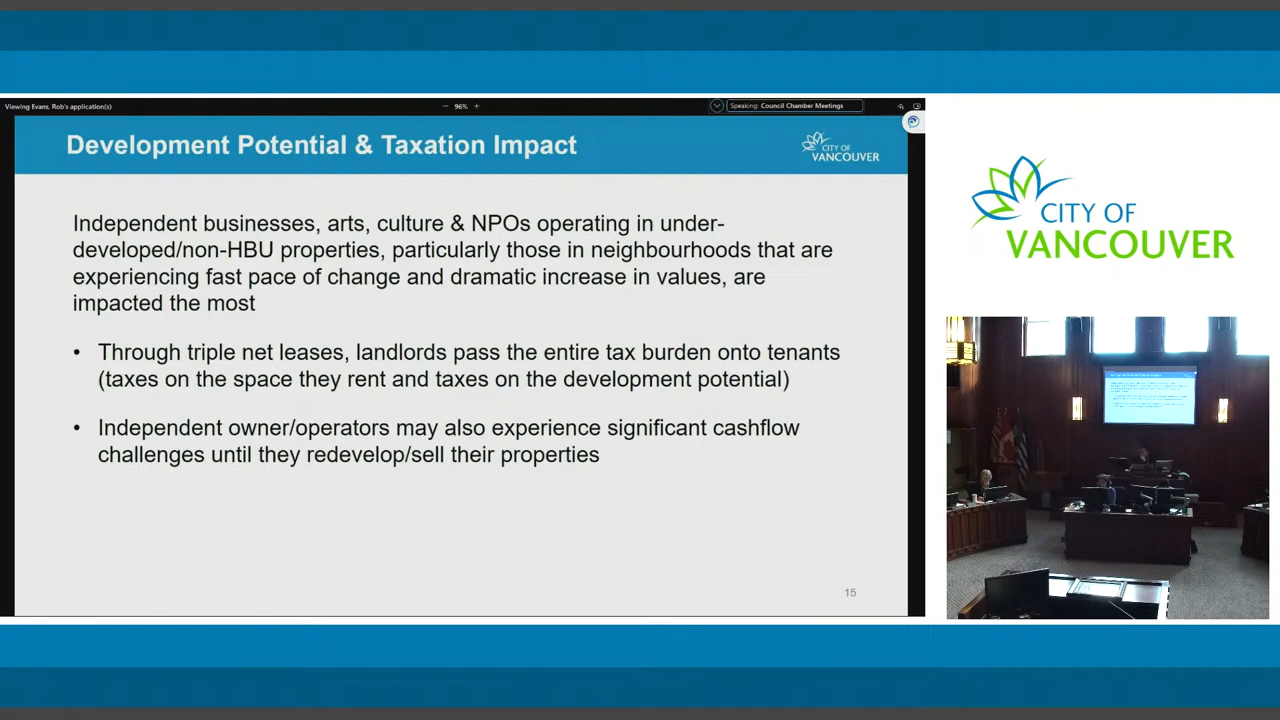 Viewing Evans, Rob's application(s)
96%
Speaking: Council Chamber Meetings
Development Potential & Taxation Impact
CITY OF
VANCOUVER
Independent businesses, arts, culture & NPOs operating in under-
developed/non-HBU properties, particularly those in neighbourhoods that are
experiencing fast pace of change and dramatic increase in values, are
impacted the most
• Through triple net leases, landlords pass the entire tax burden onto tenants
(taxes on the space they rent and taxes on the development potential)
• Independent owner/operators may also experience significant cashflow
challenges until they redevelop/sell their properties
15
CITY OF
VANCOUVER